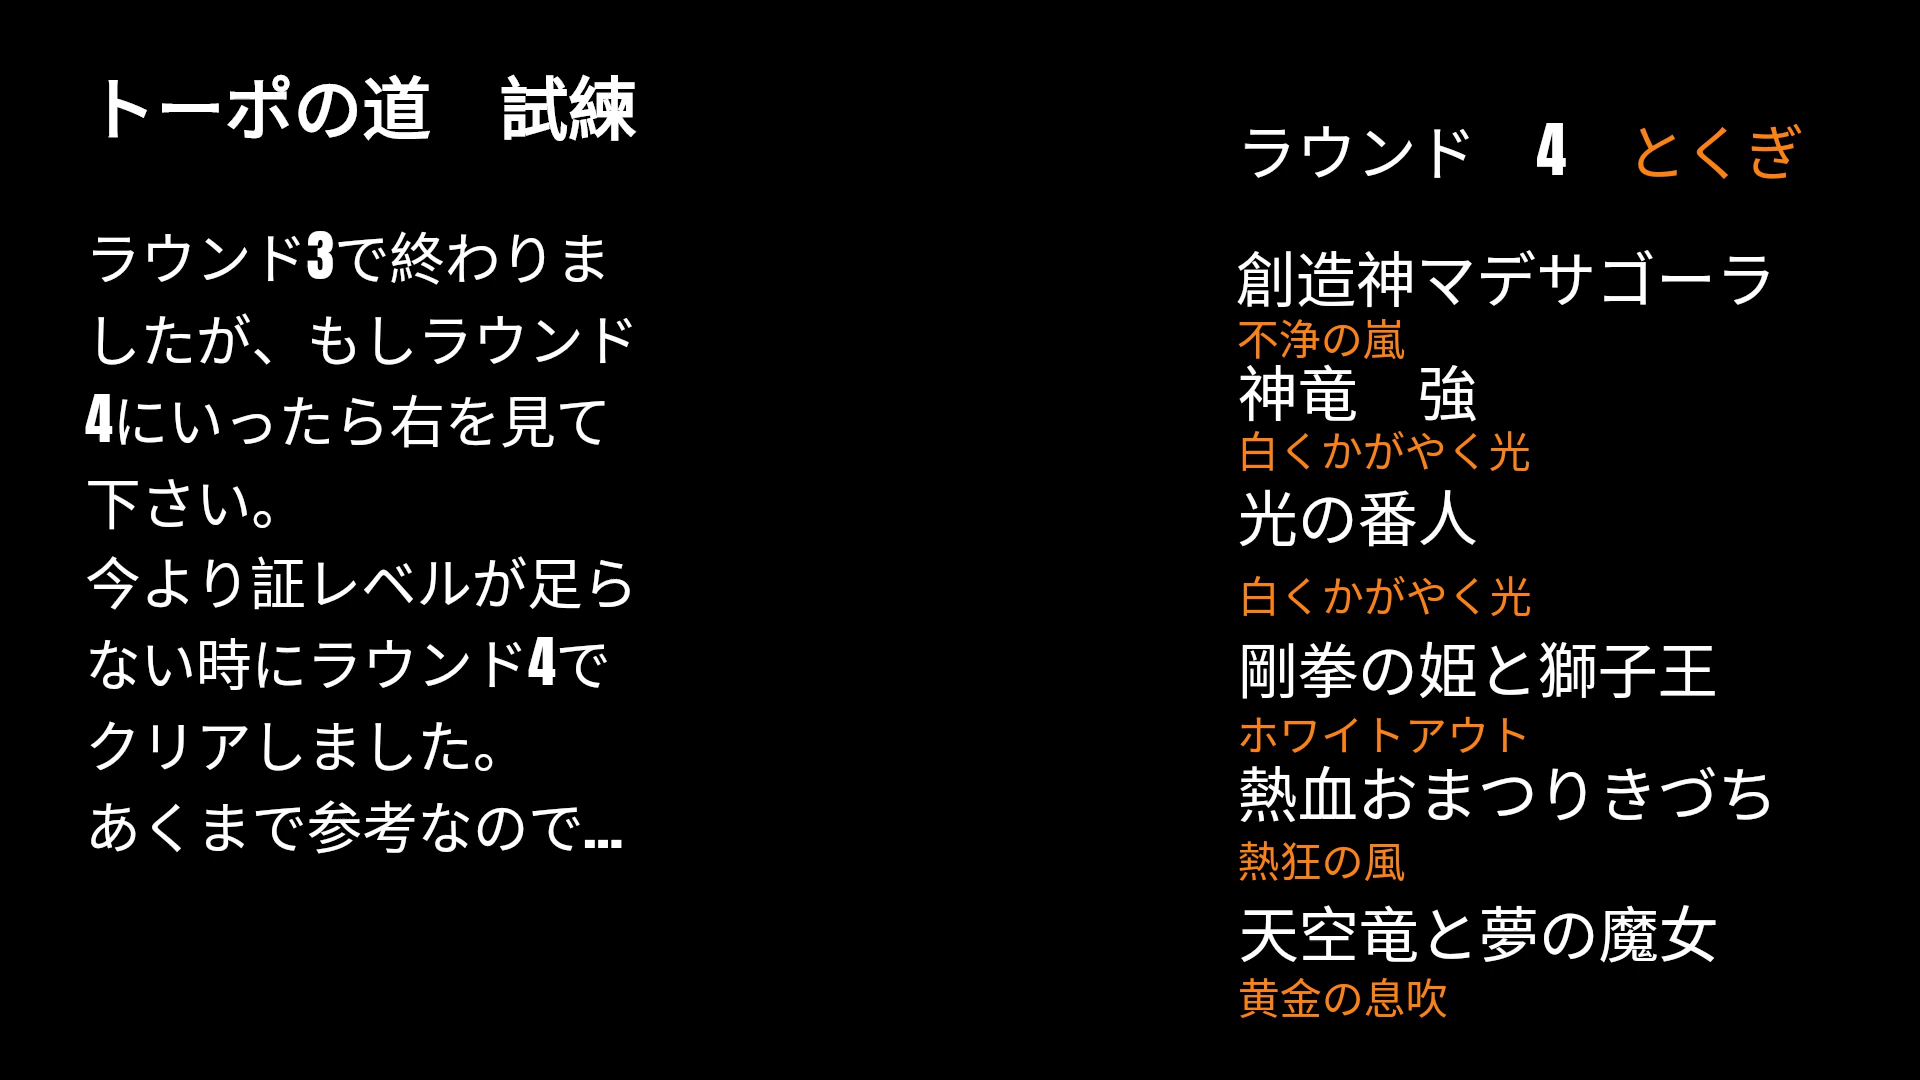 トーポの道　試練
ラウンド3で終わりま
したが、もしラウンド
4にいったら右を見て
下さい。
今より証レベルが足ら
ない時にラウンド4で
クリアしました。
あくまで参考なので...
ラウンド　4　とくぎ
創造神マデサゴーラ
不浄の嵐
神竜　強
白くかがやく光
光の番人
白くかがやく光
剛拳の姫と獅子王
ホワイトアウト
熱血おまつりきづち
熱狂の風
天空竜と夢の魔女
黄金の息吹